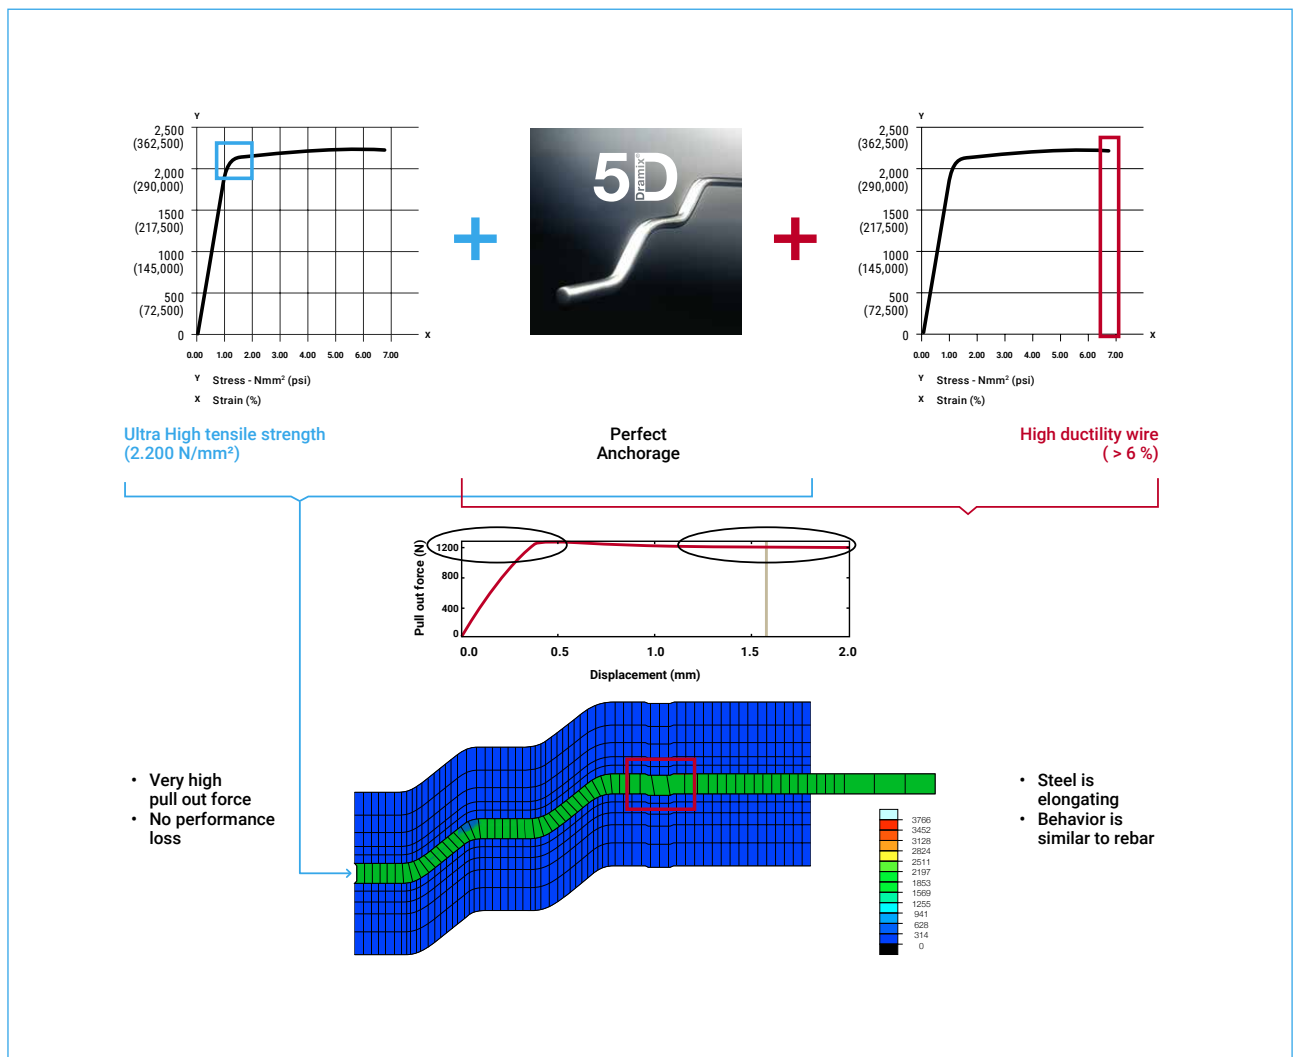 Y
2,500
(362,500)
2,000
(290,000)
1500
(217,500)
1000
(145,000)
500
(72,500)
0
X
0.00 1.00 2.00 3.00 4.00 5.00 6.00 7.00
Y Stress - Nmm² (psi)
X Strain (%)
5D
Dramix®
Y
2,500
(362,500)
2,000
(290,000)
1500
(217,500)
1000
(145,000)
500
(72,500)
0
X
0.00 1.00 2.00 3.00 4.00 5.00 6.00 7.00
Y Stress - Nmm² (psi)
X Strain (%)
Ultra High tensile strength
(2.200 N/mm²)
Perfect
Anchorage
High ductility wire
( > 6 %)
Pull out force (N)
1200
800
400
0
0.0 0.5 1.0 1.5 2.0
Displacement (mm)
• Very high
pull out force
• No performance
loss
• Steel is
elongating
• Behavior is
similar to rebar
3766
3452
3128
2824
2511
2197
1853
1569
1255
941
628
314
0